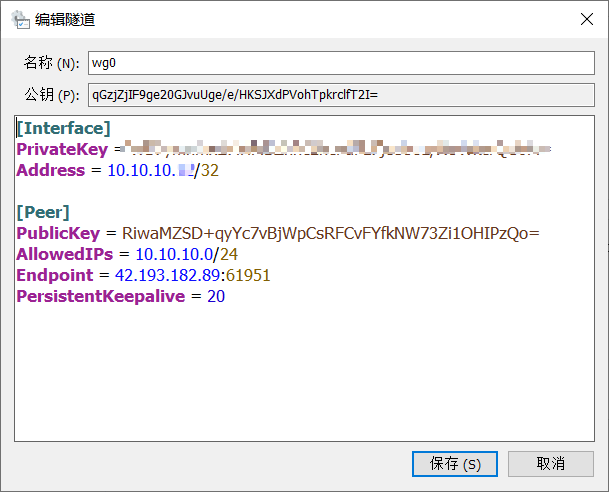 编辑隧道
名称 (N): wg0
公钥 (P): qGzjZjIF9ge20GJvuUge/e/HKSJXdPVohTpkrclfT2I=
[Interface]
PrivateKey =
Address = 10.10.10. /32
[Peer]
PublicKey = RiwaMZSD+qyYc7vBjWpCsRFCvFYfkNW73Zi1OHIPzQo=
AllowedIPs = 10.10.10.0/24
Endpoint = 42.193.182.89:61951
PersistentKeepalive = 20
保存 (S) 取消